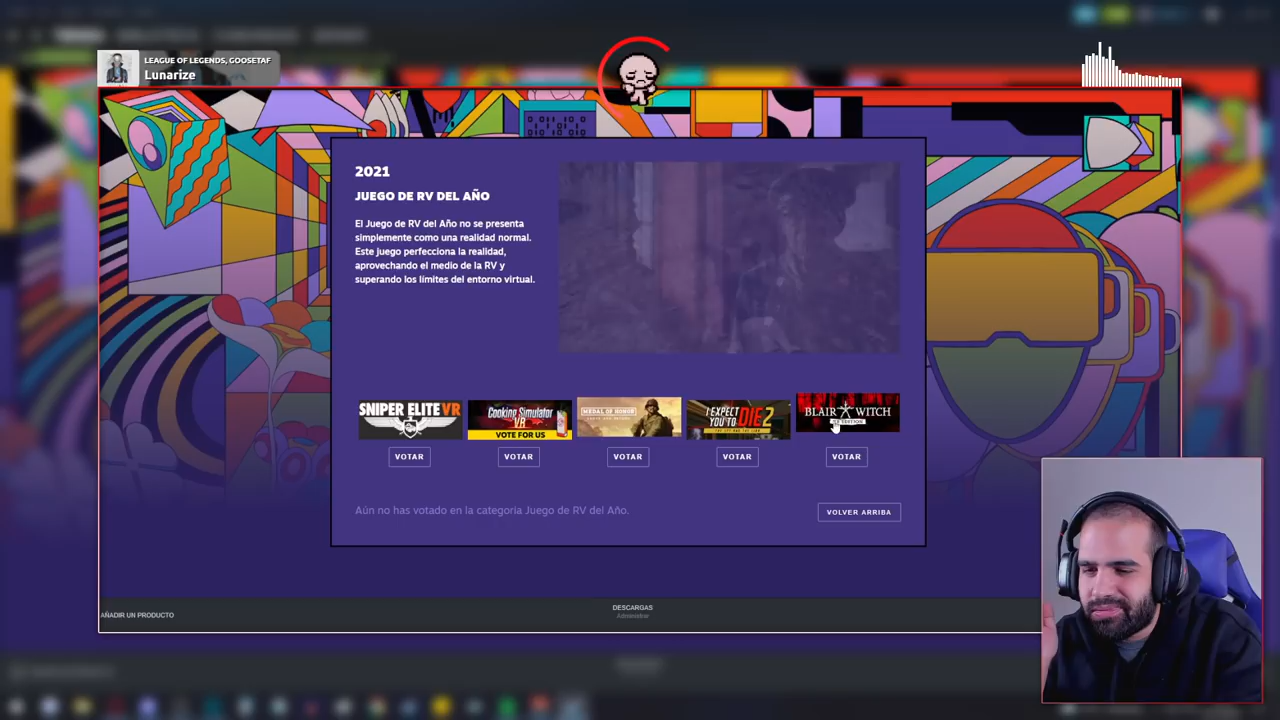 LEAGUE OF LEGENDS, GOOSETAF
Lunarize
2021
JUEGO DE RV DEL AÑO
El Juego de RV del Año no se presenta
simplemente como una realidad normal.
Este juego perfecciona la realidad,
aprovechando el medio de la RV y
superando los límites del entorno virtual.
SNIPER ELITE VR
Cooking Simulator
VR
VOTE FOR US
MEDAL OF HONOR
I EXPECT
YOU TO DIE 2
BLAIR WITCH
VOTAR VOTAR VOTAR VOTAR VOTAR
Aún no has votado en la categoría Juego de RV del Año.
VOLVER ARRIBA
AÑADIR UN PRODUCTO
DESCARGAS
Administrar